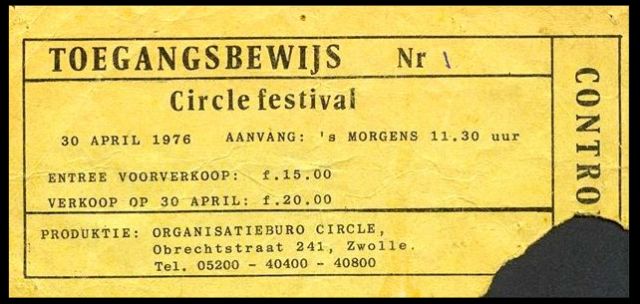 TOEGANGSBEWIJS Nr 1
Circle festival
30 APRIL 1976 AANVANG: 's MORGENS 11.30 uur
ENTREE VOORVERKOOP: f.15.00
VERKOOP OP 30 APRIL: f.20.00
PRODUKTIE: ORGANISATIEBURO CIRCLE,
Obrechtstraat 241, Zwolle.
Tel. 05200 - 40400 - 40800
CONTRO